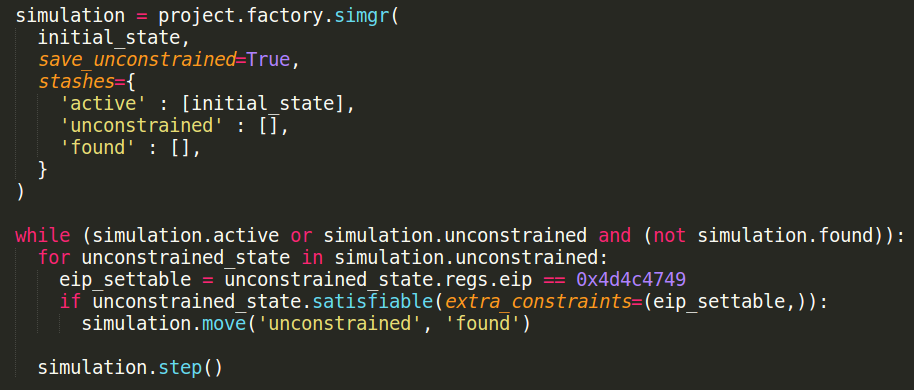 simulation = project.factory.simgr(
  initial_state,
  save_unconstrained=True,
  stashes={
    'active' : [initial_state],
    'unconstrained' : [],
    'found' : [],
  }
)

while (simulation.active or simulation.unconstrained and (not simulation.found)):
  for unconstrained_state in simulation.unconstrained:
    eip_settable = unconstrained_state.regs.eip == 0x4d4c4749
    if unconstrained_state.satisfiable(extra_constraints=(eip_settable,)):
      simulation.move('unconstrained', 'found')

  simulation.step()